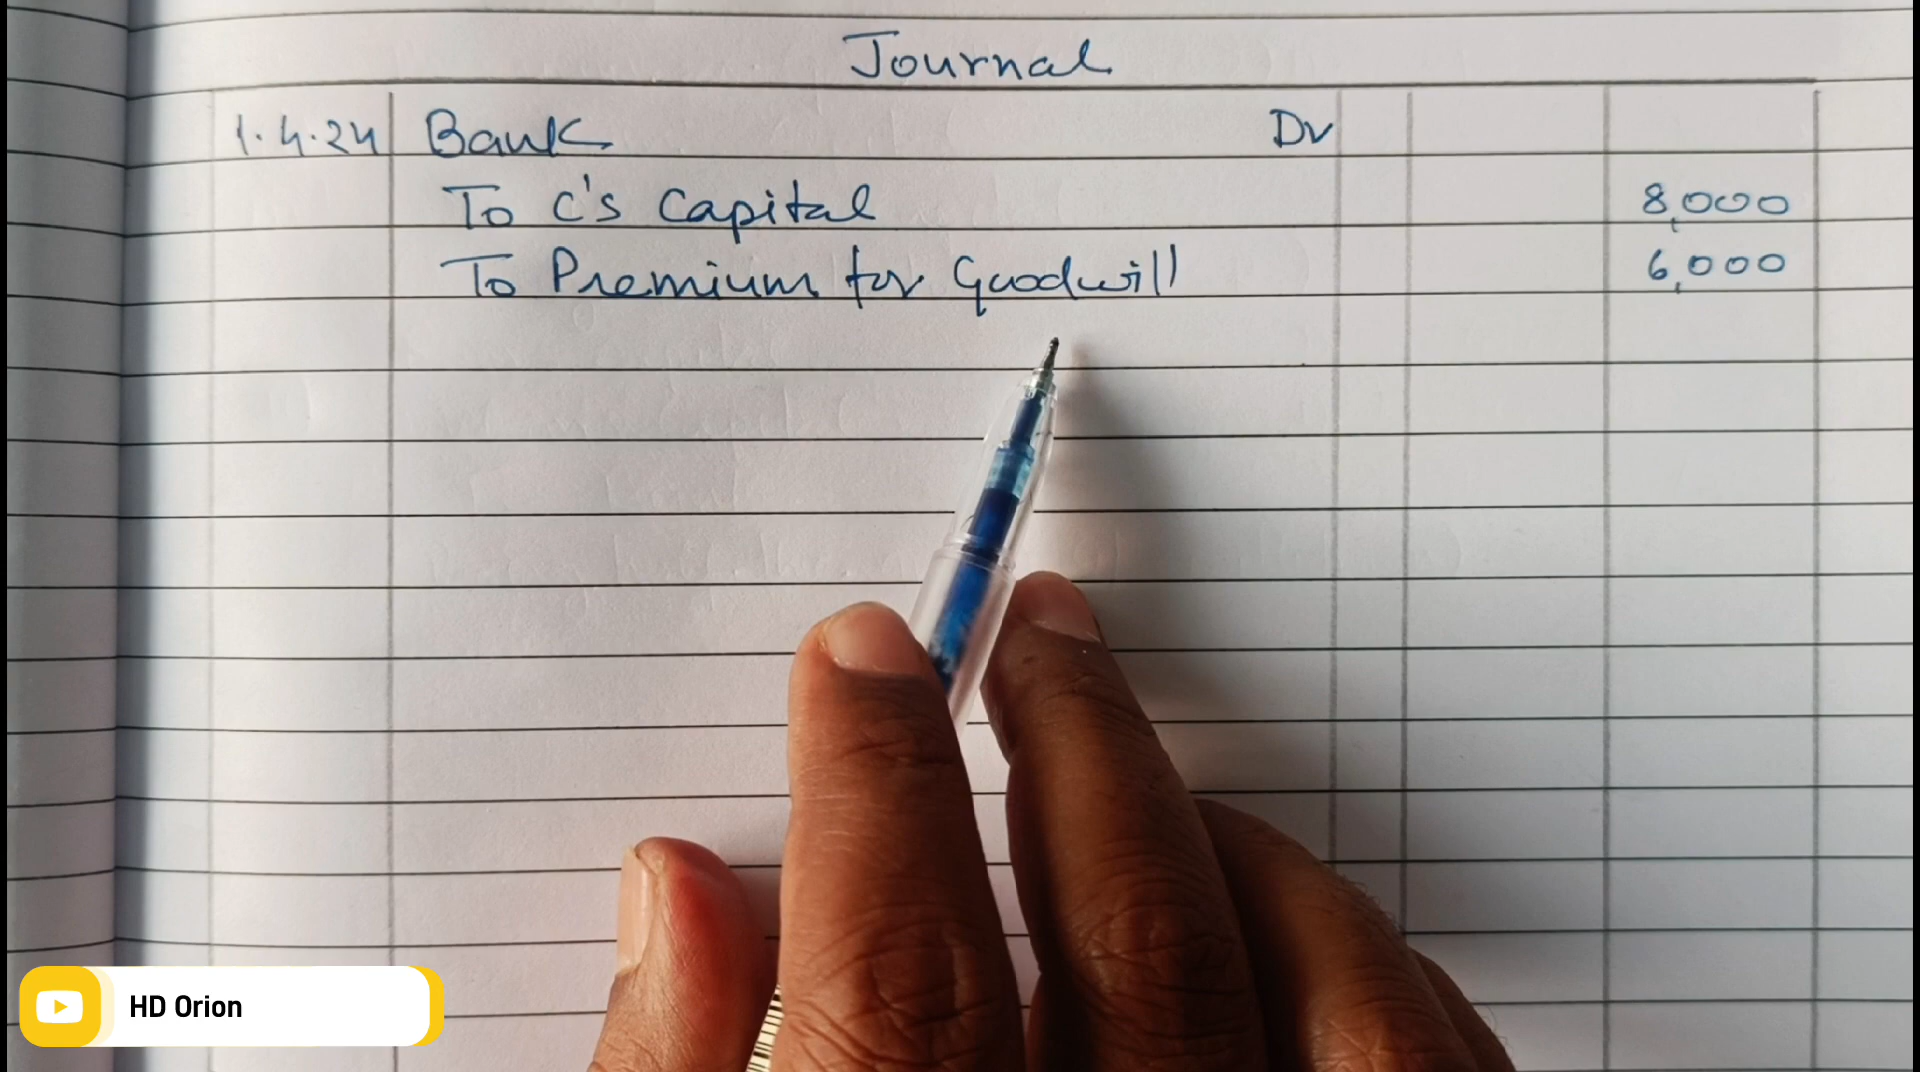 Journal
1.4.24 Bank Dr
To C's Capital 8,000
To Premium for Goodwill 6,000
HD Orion